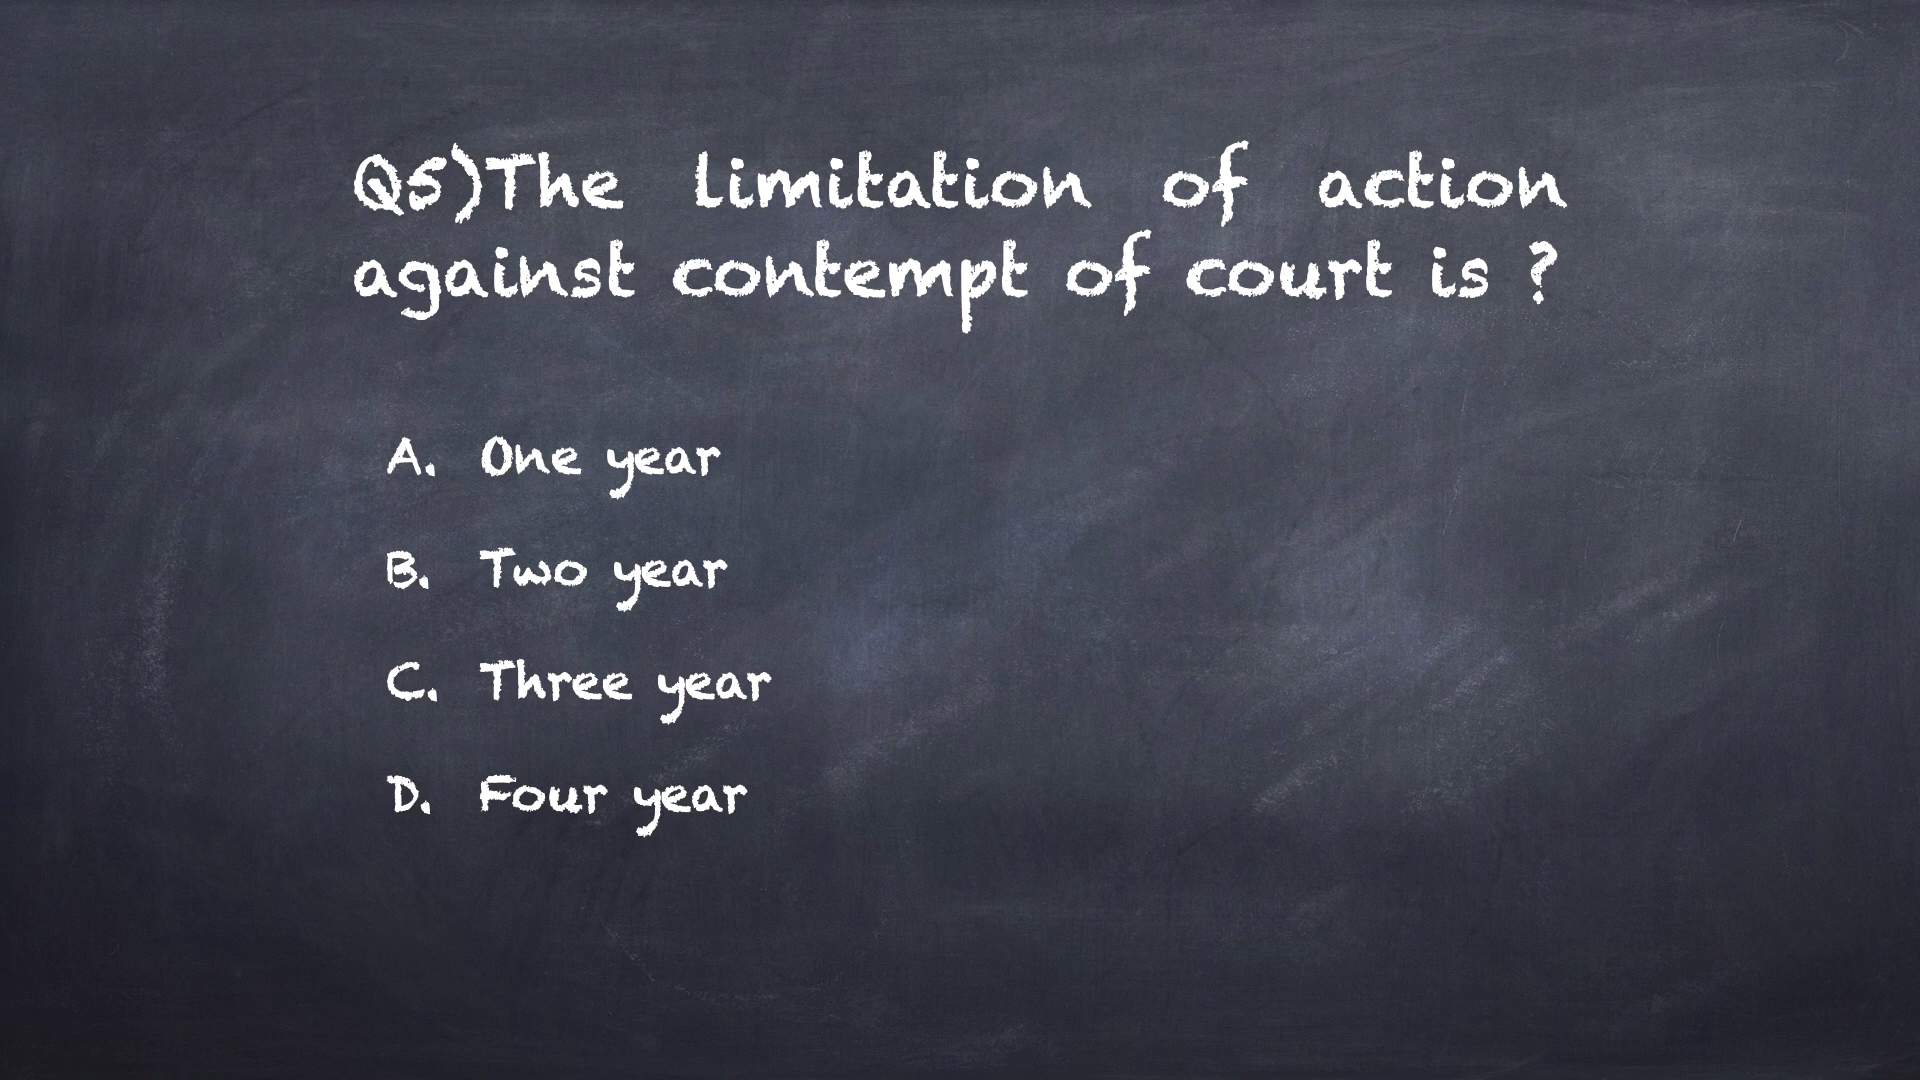 Q5)The limitation of action
against contempt of court is ?
A. One year
B. Two year
C. Three year
D. Four year